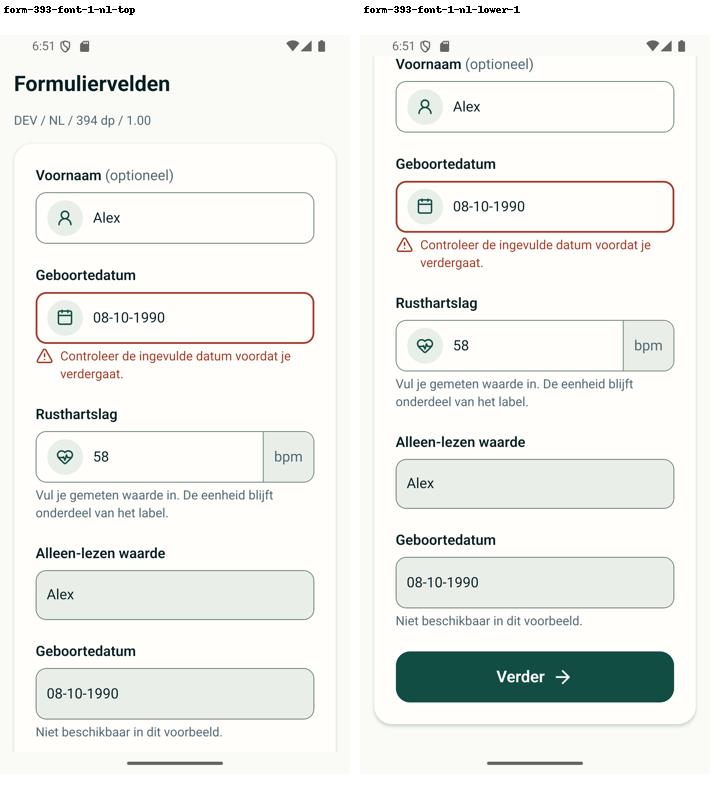 form-393-font-1-nl-top
6:51
Formuliervelden
DEV / NL / 394 dp / 1.00
Voornaam (optioneel)
Alex
Geboortedatum
08-10-1990
Controleer de ingevulde datum voordat je
verdergaat.
Rusthartslag
58
bpm
Vul je gemeten waarde in. De eenheid blijft
onderdeel van het label.
Alleen-lezen waarde
Alex
Geboortedatum
08-10-1990
Niet beschikbaar in dit voorbeeld.
form-393-font-1-nl-lower-1
6:51
Voornaam (optioneel)
Alex
Geboortedatum
08-10-1990
Controleer de ingevulde datum voordat je
verdergaat.
Rusthartslag
58
bpm
Vul je gemeten waarde in. De eenheid blijft
onderdeel van het label.
Alleen-lezen waarde
Alex
Geboortedatum
08-10-1990
Niet beschikbaar in dit voorbeeld.
Verder